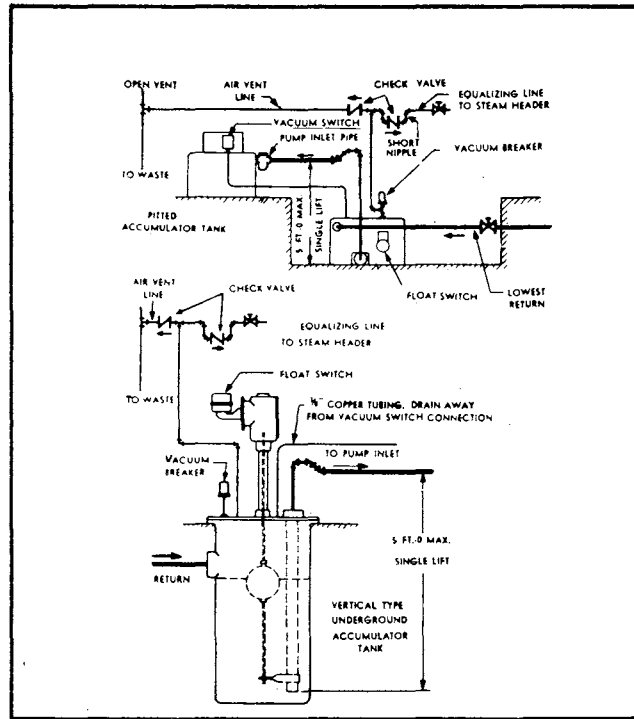 OPEN VENT
AIR VENT
LINE
CHECK VALVE
EQUALIZING LINE
TO STEAM HEADER
VACUUM SWITCH
PUMP INLET PIPE
SHORT
NIPPLE
VACUUM BREAKER
TO WASTE
PITTED
ACCUMULATOR TANK
5 FT.-0 MAX.
SINGLE LIFT
FLOAT SWITCH
LOWEST
RETURN
AIR VENT
LINE
CHECK VALVE
EQUALIZING LINE
TO STEAM HEADER
TO WASTE
FLOAT SWITCH
COPPER TUBING, DRAIN AWAY
FROM VACUUM SWITCH CONNECTION
TO PUMP INLET
VACUUM
BREAKER
5 FT.-0 MAX.
SINGLE LIFT
RETURN
VERTICAL TYPE
UNDERGROUND
ACCUMULATOR
TANK